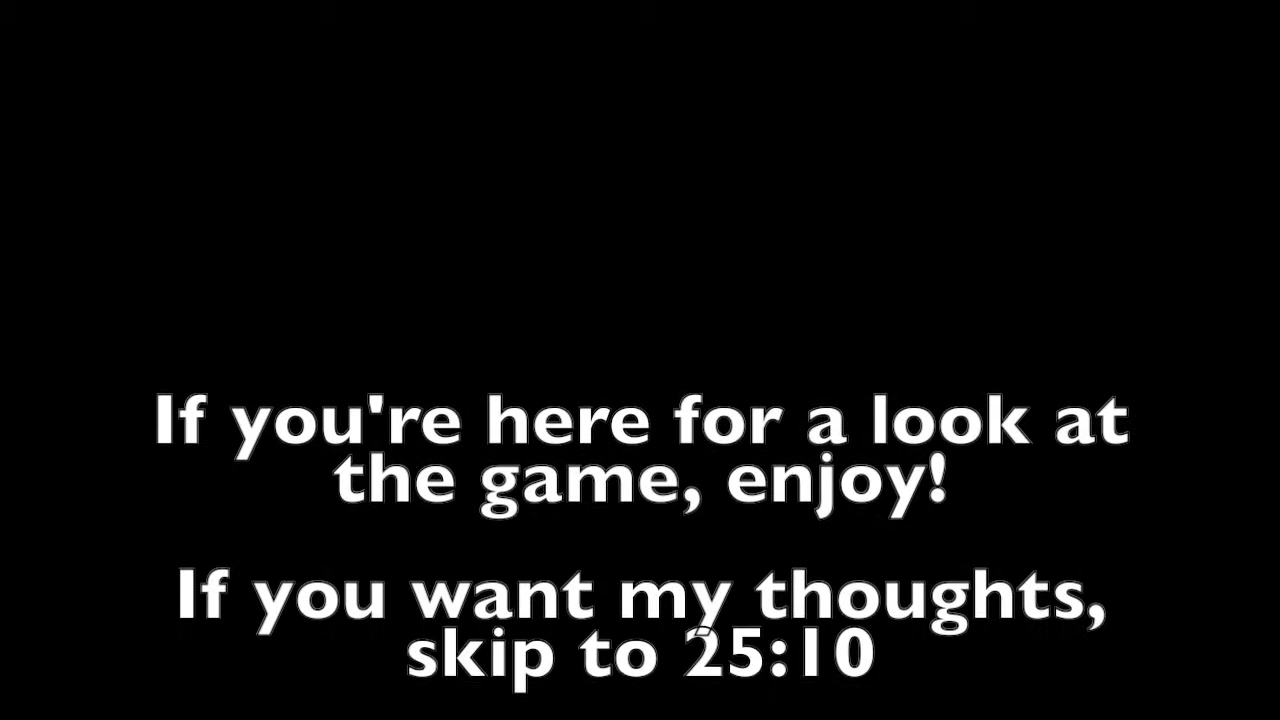 If you're here for a look at
the game, enjoy!
If you want my thoughts,
skip to 25:10